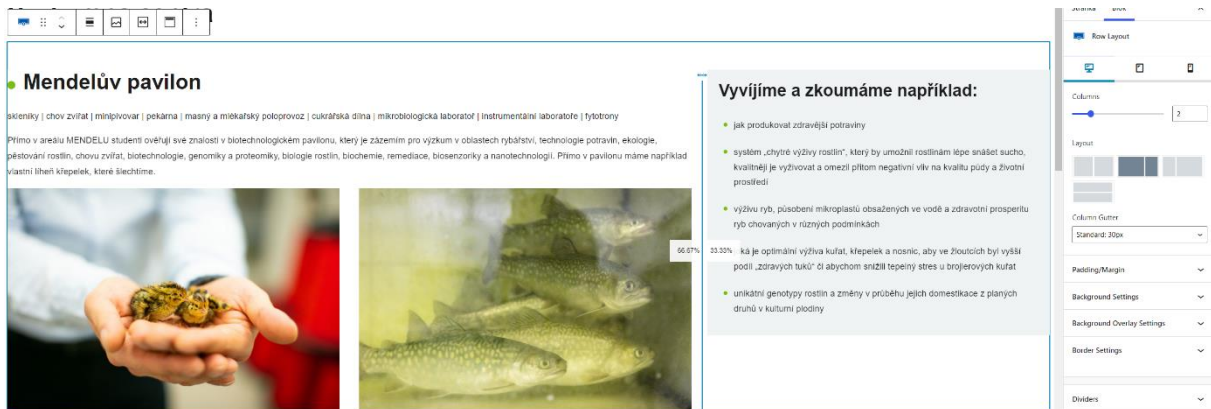 Stránka Blok
Row Layout
Mendelův pavilon
skleníky | chov zvířat | minipivovar | pekárna | masný a mlékařský poloprovoz | cukrářská dílna | mikrobiologická laboratoř | instrumentální laboratoře | fytotrony
Přímo v areálu MENDELU studenti ověřují své znalosti v biotechnologickém pavilonu, který je zázemím pro výzkum v oblastech rybářství, technologie potravin, ekologie,
pěstování rostlin, chovu zvířat, biotechnologie, genomiky a proteomiky, biologie rostlin, biochemie, remediace, biosenzoriky a nanotechnologií. Přímo v pavilonu máme například
vlastní líheň křepelek, které šlechtíme.
66.67% 33.33%
Vyvíjíme a zkoumáme například:
jak produkovat zdravější potraviny
systém „chytré výživy rostlin“, který by umožnil rostlinám lépe snášet sucho,
kvalitněji je vyživovat a omezil přitom negativní vliv na kvalitu půdy a životní
prostředí
výživu ryb, působení mikroplastů obsažených ve vodě a zdravotní prosperitu
ryb chovaných v různých podmínkách
je optimální výživa kuřat, křepelek a nosnic, aby ve žloutcích byl vyšší
podíl „zdravých tuků“ či abychom snížili tepelný stres u brojlerových kuřat
unikátní genotypy rostlin a změny v průběhu jejich domestikace z planých
druhů v kulturní plodiny
Columns
2
Layout
Column Gutter
Standard: 30px
Padding/Margin
Background Settings
Background Overlay Settings
Border Settings
Dividers